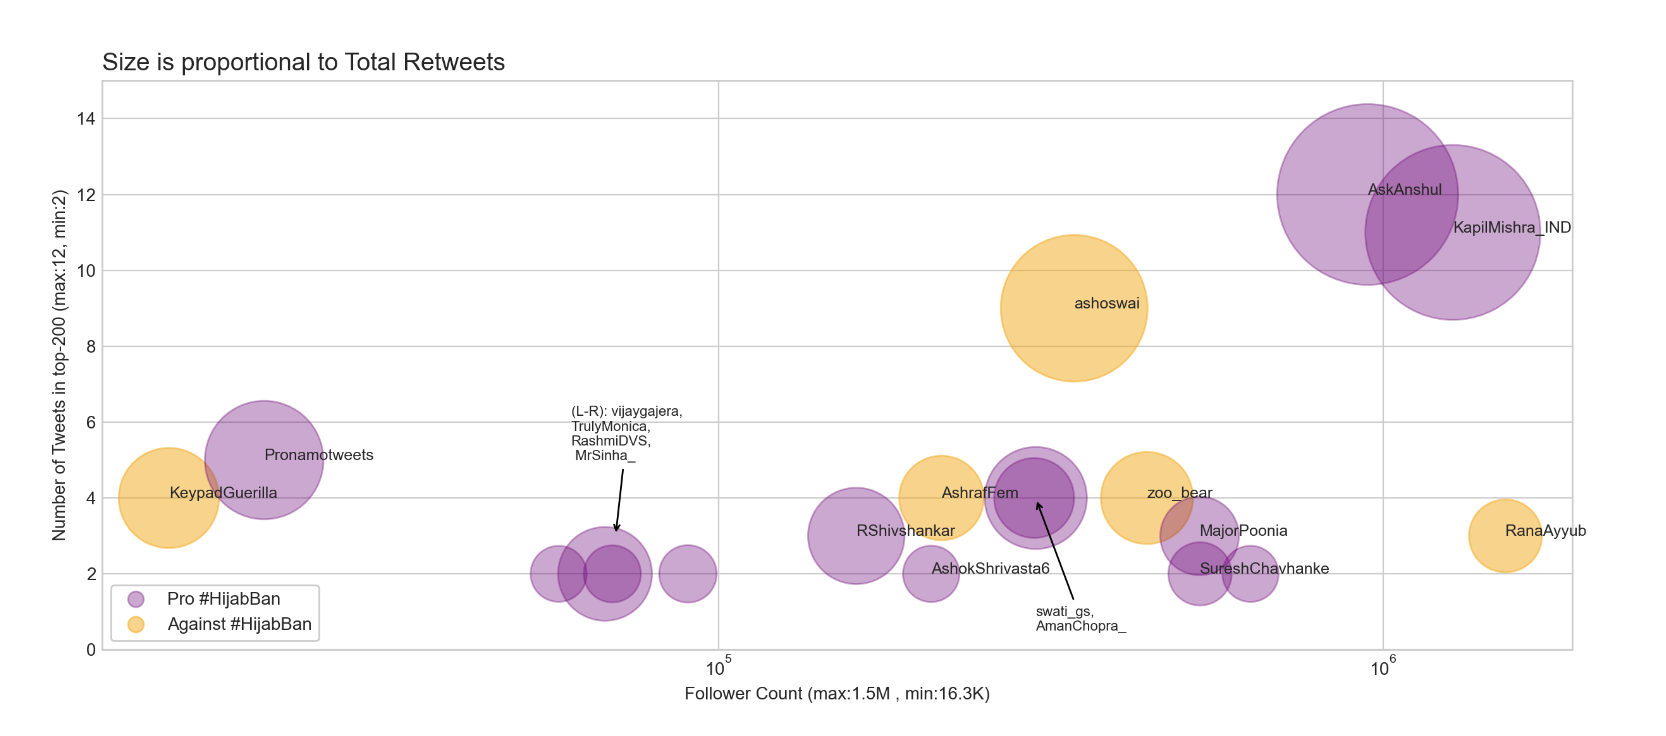 Size is proportional to Total Retweets
Number of Tweets in top-200 (max:12, min:2)
14
12
10
8
6
4
2
0
AskAnshul
KapilMishra_IND
ashoswai
(L-R): vijaygajera,
TrulyMonica,
RashmiDVS,
MrSinha_
Pronamotweets
KeypadGuerilla
AshrafFem
zoo_bear
RShivshankar
MajorPoonia
RanaAyyub
AshokShrivasta6
SureshChavhanke
swati_gs,
AmanChopra_
Pro #HijabBan
Against #HijabBan
10^5
10^6
Follower Count (max:1.5M , min:16.3K)